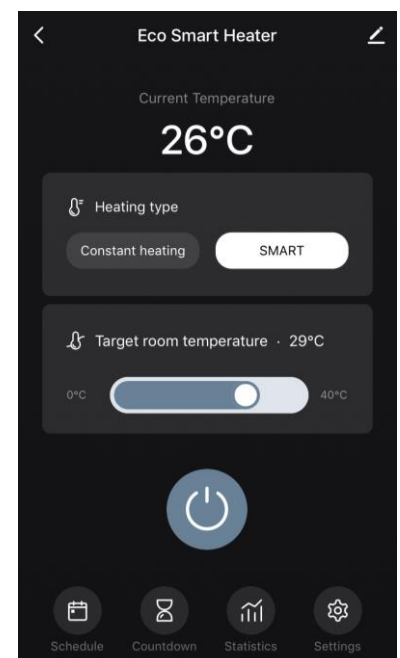 Eco Smart Heater
Current Temperature
26°C
Heating type
Constant heating SMART
Target room temperature · 29°C
0°C 40°C
Schedule Countdown Statistics Settings